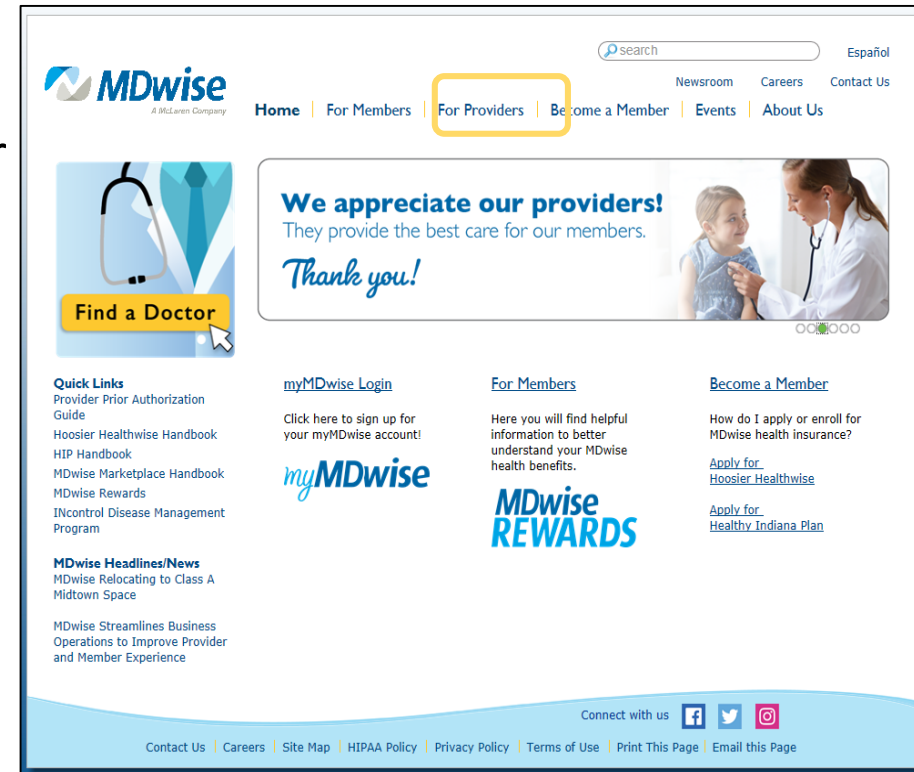 search
Español
MDwise
A McLaren Company
Newsroom Careers Contact Us
Home For Members For Providers Become a Member Events About Us
r
We appreciate our providers!
They provide the best care for our members.
Thank you!
Find a Doctor
Quick Links
Provider Prior Authorization
Guide
Hoosier Healthwise Handbook
HIP Handbook
MDwise Marketplace Handbook
MDwise Rewards
INcontrol Disease Management
Program
MDwise Headlines/News
MDwise Relocating to Class A
Midtown Space
MDwise Streamlines Business
Operations to Improve Provider
and Member Experience
myMDwise Login
Click here to sign up for
your myMDwise account!
myMDwise
For Members
Here you will find helpful
information to better
understand your MDwise
health benefits.
MDwise
REWARDS
Become a Member
How do I apply or enroll for
MDwise health insurance?
Apply for
Hoosier Healthwise
Apply for
Healthy Indiana Plan
Connect with us
Contact Us Careers Site Map HIPAA Policy Privacy Policy Terms of Use Print This Page Email this Page